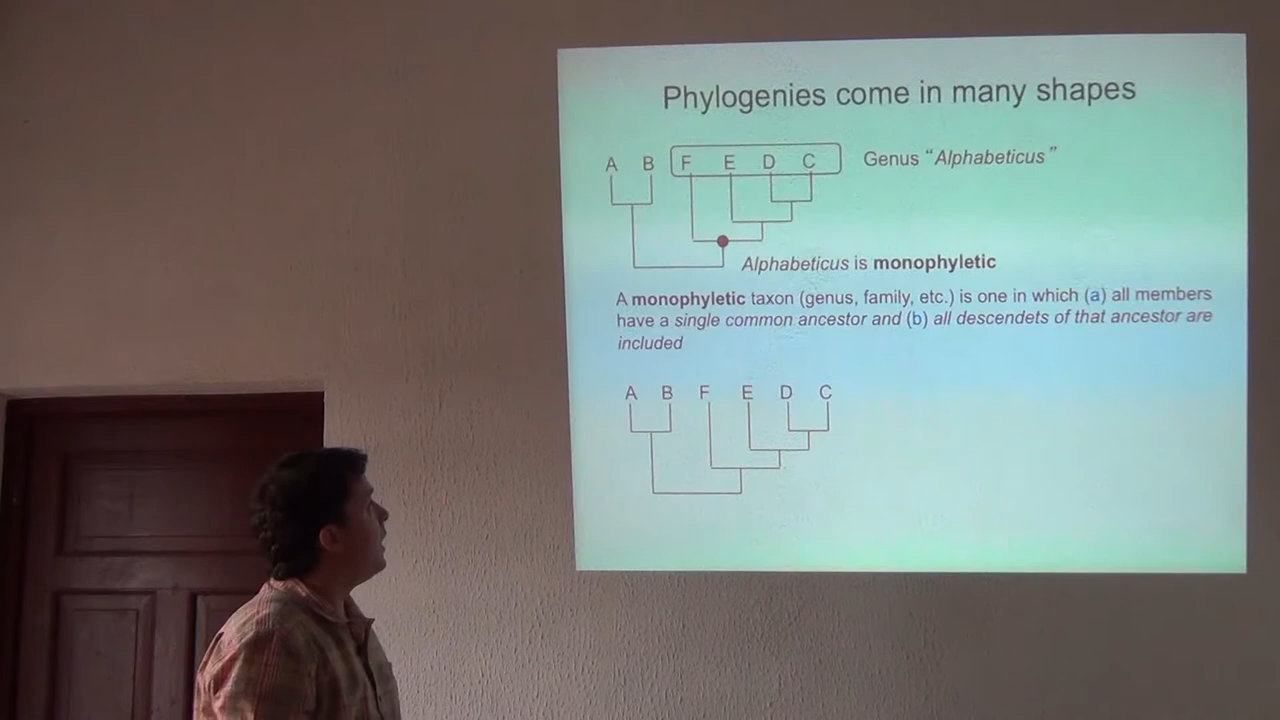 Phylogenies come in many shapes
A B F E D C Genus “Alphabeticus”
Alphabeticus is monophyletic
A monophyletic taxon (genus, family, etc.) is one in which (a) all members
have a single common ancestor and (b) all descendets of that ancestor are
included
A B F E D C